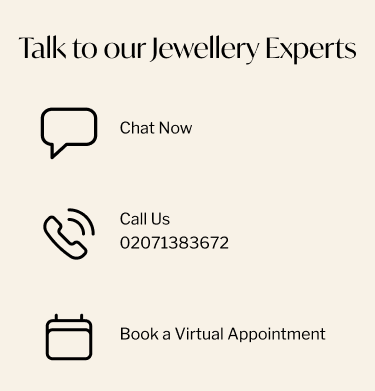 Talk to our Jewellery Experts
Chat Now
Call Us
02071383672
Book a Virtual Appointment